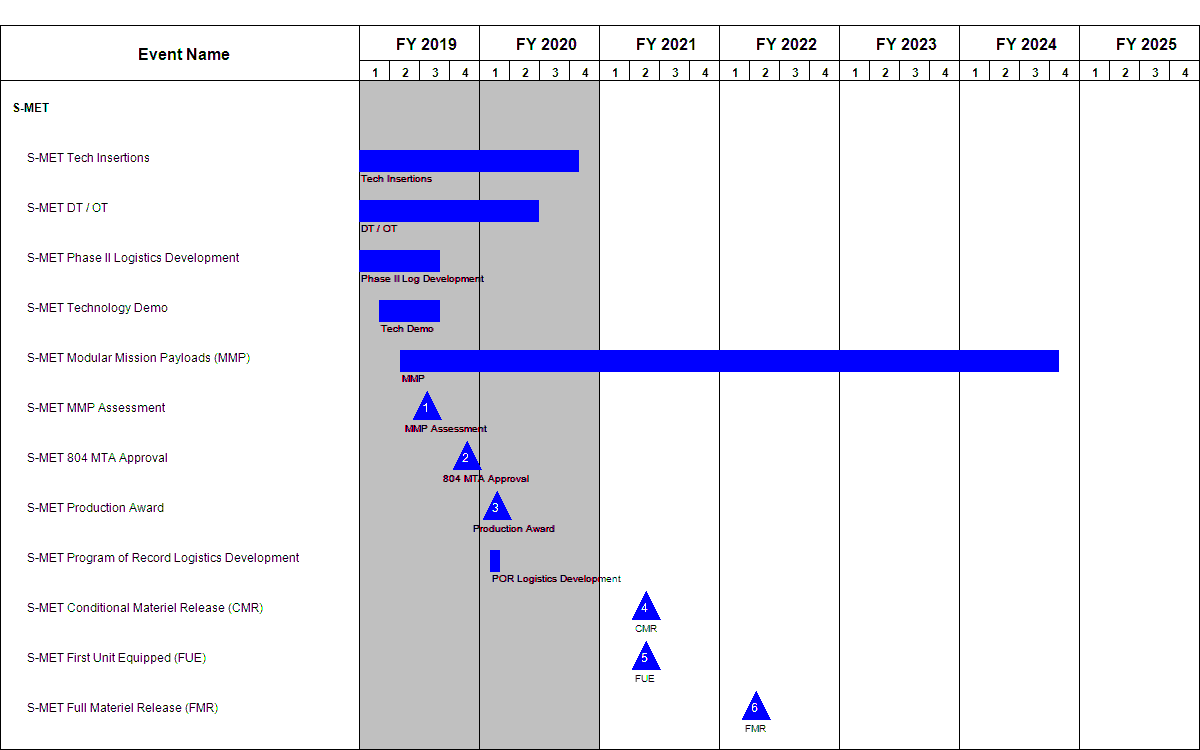 Event Name FY 2019 FY 2020 FY 2021 FY 2022 FY 2023 FY 2024 FY 2025
1 2 3 4 1 2 3 4 1 2 3 4 1 2 3 4 1 2 3 4 1 2 3 4 1 2 3 4
S-MET
S-MET Tech Insertions
Tech Insertions
S-MET DT / OT
DT / OT
S-MET Phase II Logistics Development
Phase II Log Development
S-MET Technology Demo
Tech Demo
S-MET Modular Mission Payloads (MMP)
MMP
S-MET MMP Assessment 1
MMP Assessment
S-MET 804 MTA Approval 2
804 MTA Approval
S-MET Production Award 3
Production Award
S-MET Program of Record Logistics Development
POR Logistics Development
S-MET Conditional Materiel Release (CMR) 4
CMR
S-MET First Unit Equipped (FUE) 5
FUE
S-MET Full Materiel Release (FMR) 6
FMR